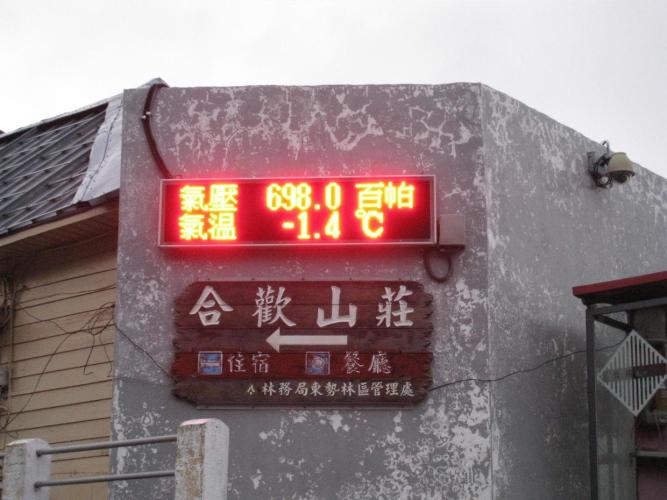 氣壓 698.0 百帕
氣溫 -1.4 ℃
合歡山莊
住宿 餐廳
林務局東勢林區管理處